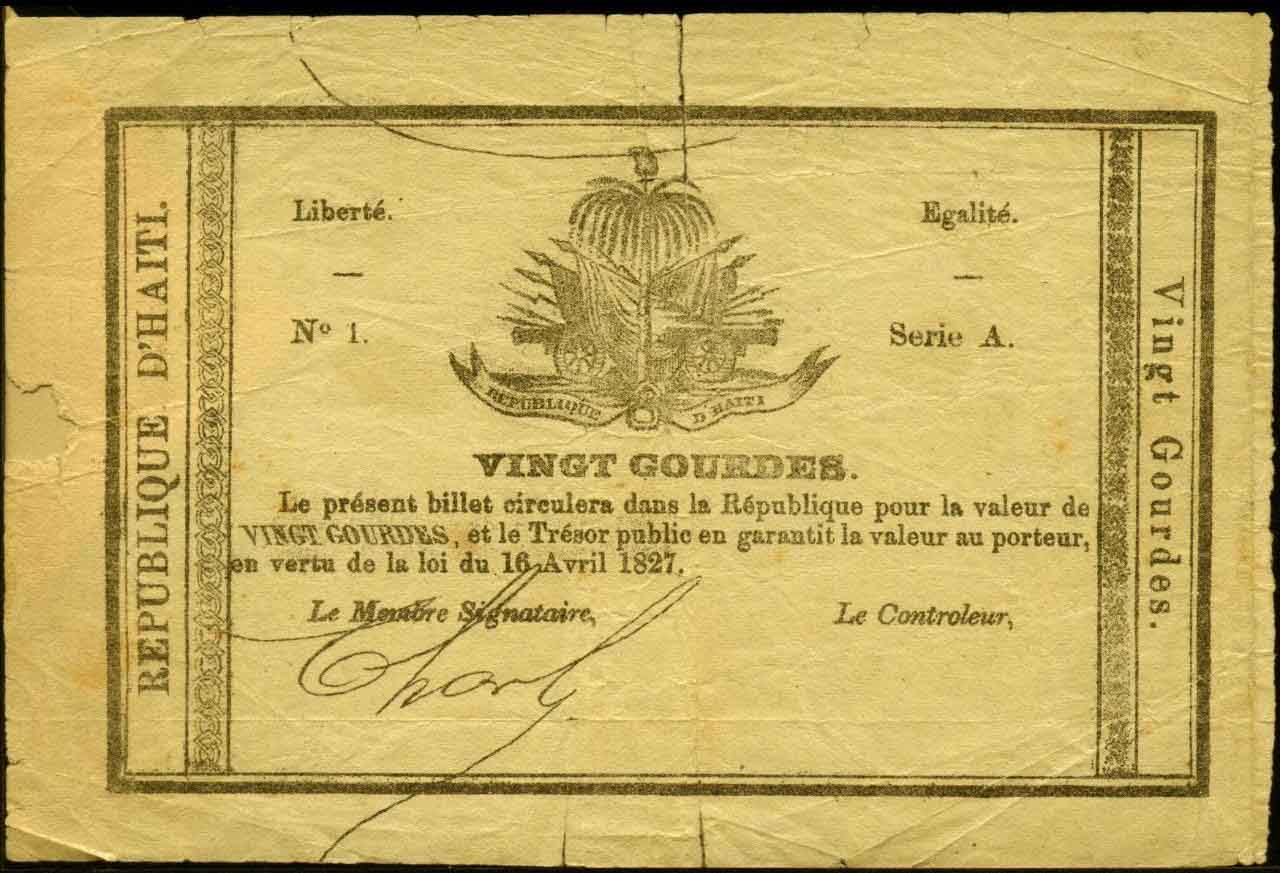 REPUBLIQUE D'HAITI.
Liberté.
Egalité.
N° 1.
Serie A.
RÉPUBLIQUE D'HAITI
VINGT GOURDES.
Le présent billet circulera dans la République pour la valeur de
VINGT GOURDES, et le Trésor public en garantit la valeur au porteur,
en vertu de la loi du 16 Avril 1827.
Le Membre Signataire,
Le Controleur,
Vingt Gourdes.